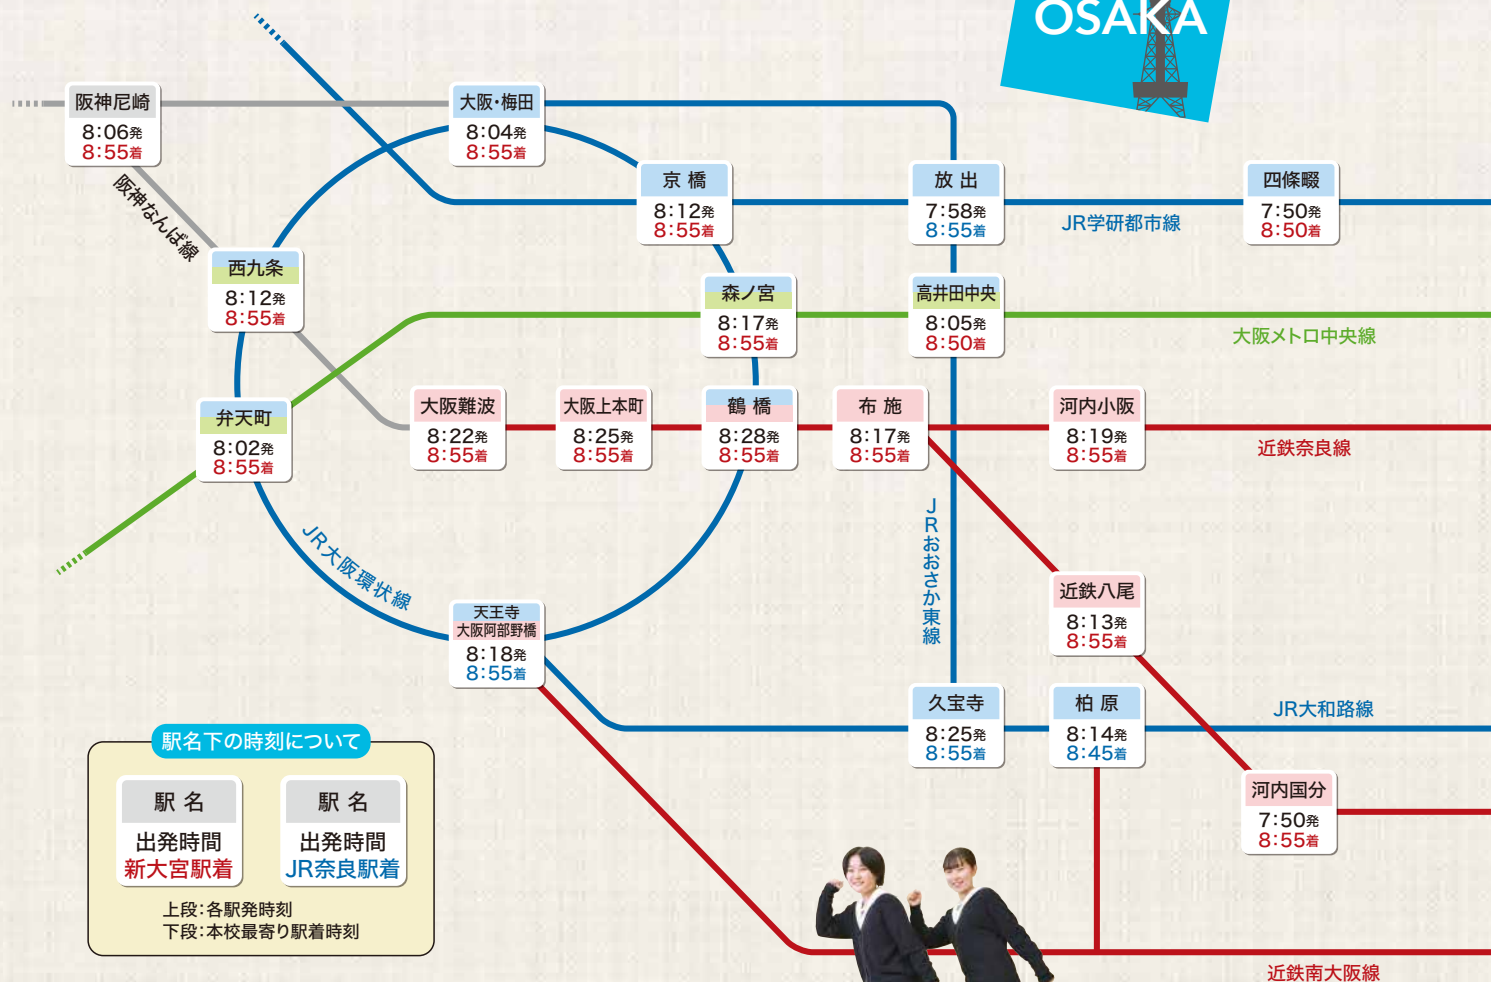 OSAKA
阪神尼崎
8:06発
8:55着
大阪・梅田
8:04発
8:55着
京橋
8:12発
8:55着
放出
7:58発
8:55着
四條畷
7:50発
8:50着
JR学研都市線
阪神なんば線
西九条
8:12発
8:55着
森ノ宮
8:17発
8:55着
高井田中央
8:05発
8:50着
大阪メトロ中央線
弁天町
8:02発
8:55着
大阪難波
8:22発
8:55着
大阪上本町
8:25発
8:55着
鶴橋
8:28発
8:55着
布施
8:17発
8:55着
河内小阪
8:19発
8:55着
近鉄奈良線
JR大阪環状線
JRおおさか東線
近鉄八尾
8:13発
8:55着
天王寺
大阪阿部野橋
8:18発
8:55着
久宝寺
8:25発
8:55着
柏原
8:14発
8:45着
JR大和路線
河内国分
7:50発
8:55着
駅名下の時刻について
駅名
出発時間
新大宮駅着
駅名
出発時間
JR奈良駅着
上段:各駅発時刻
下段:本校最寄り駅着時刻
近鉄南大阪線